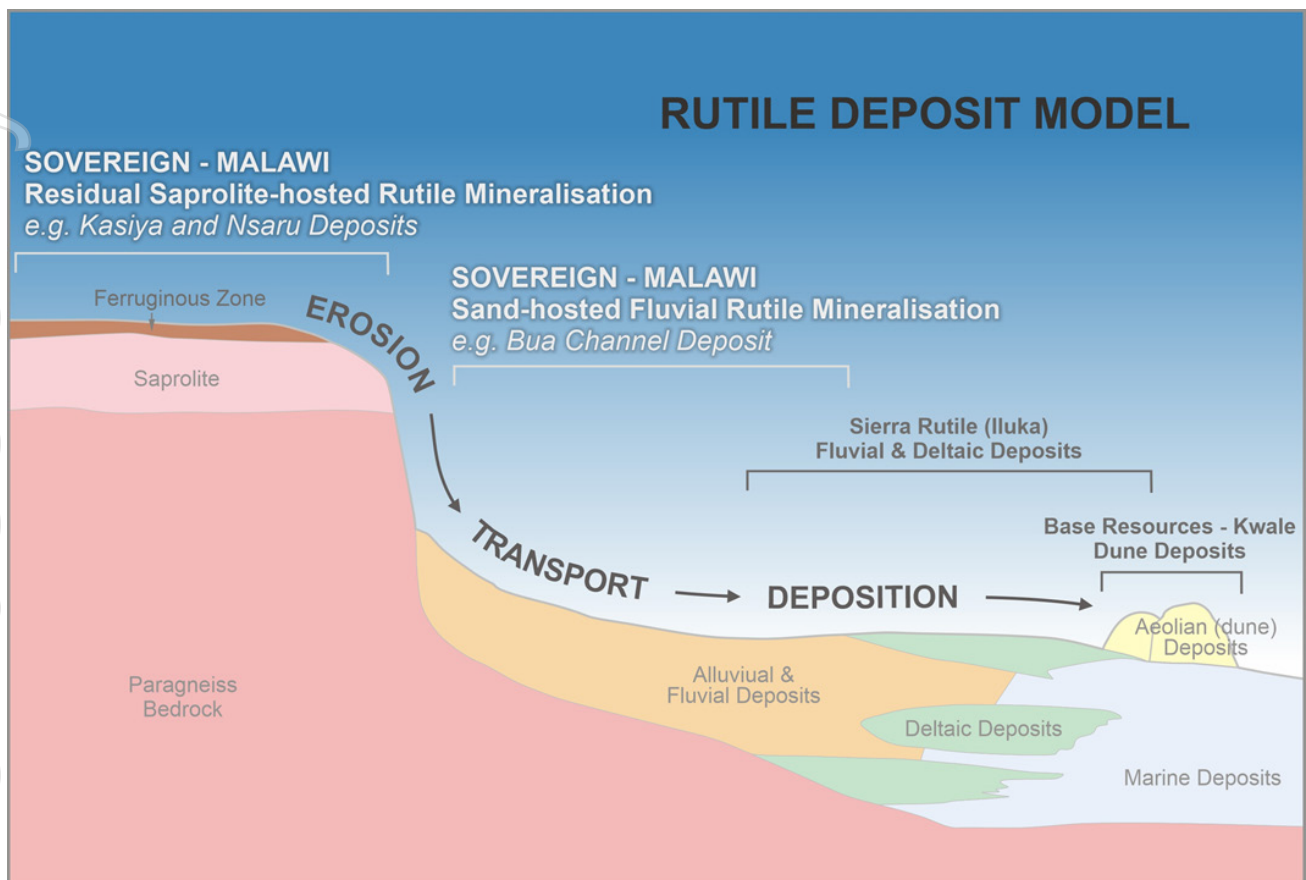 RUTILE DEPOSIT MODEL
SOVEREIGN - MALAWI
Residual Saprolite-hosted Rutile Mineralisation
e.g. Kasiya and Nsaru Deposits
Ferruginous Zone
Saprolite
EROSION
SOVEREIGN - MALAWI
Sand-hosted Fluvial Rutile Mineralisation
e.g. Bua Channel Deposit
Sierra Rutile (Iluka)
Fluvial & Deltaic Deposits
Base Resources - Kwale
Dune Deposits
TRANSPORT
DEPOSITION
Aeolian (dune)
Deposits
Paragneiss
Bedrock
Alluviual &
Fluvial Deposits
Deltaic Deposits
Marine Deposits